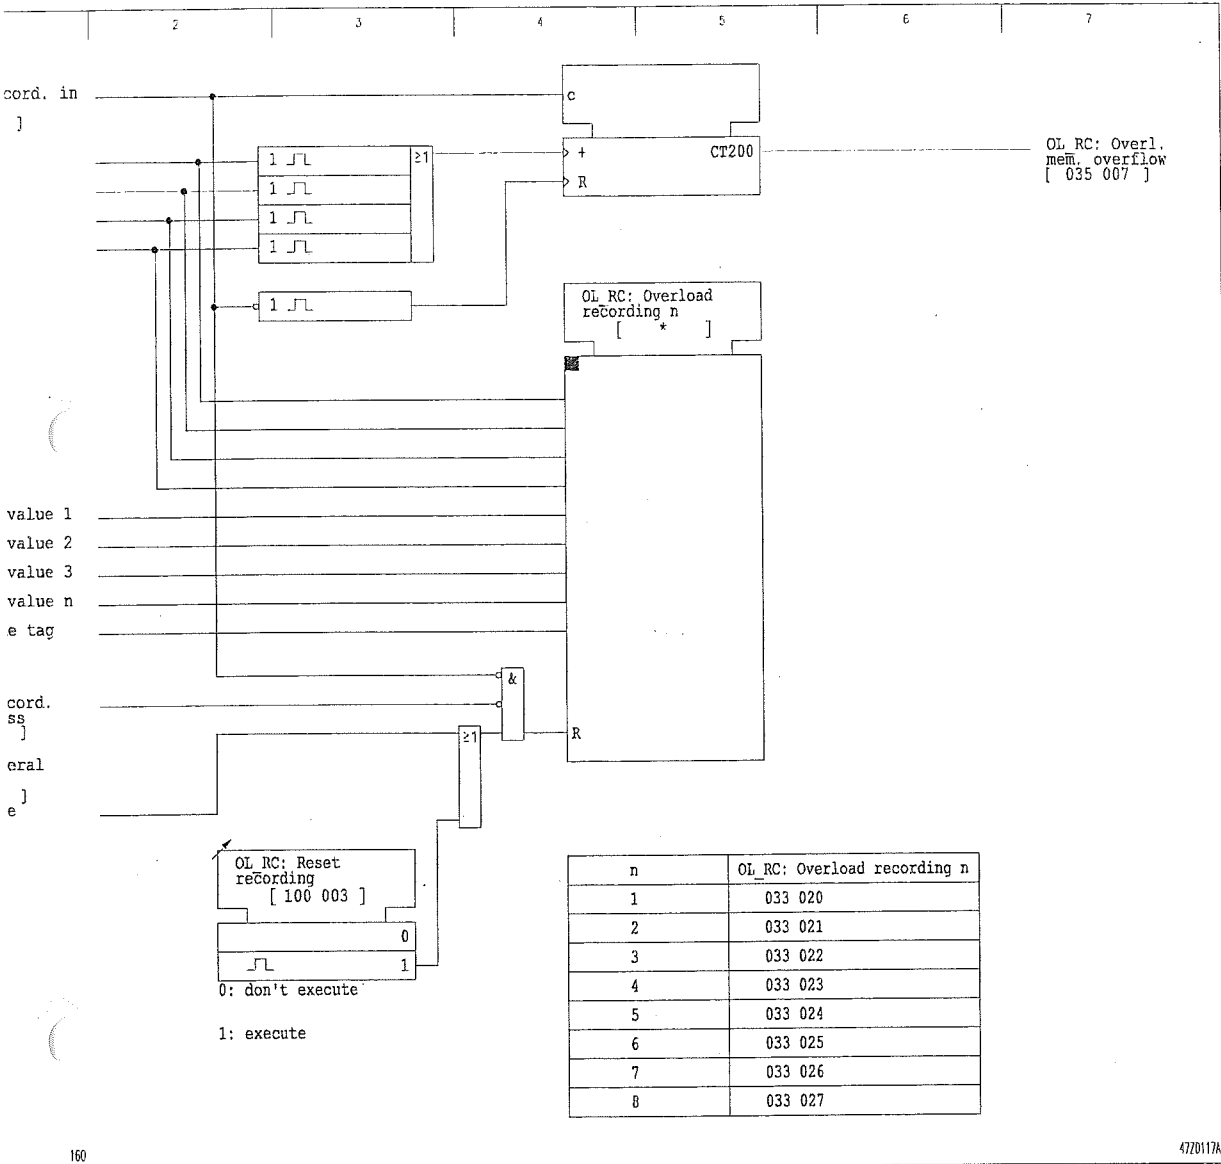 2 3 4 5 6 7
cord. in
]
c
1
1
1
1
≥1
+ CT200
R
OL_RC: Overl.
mem. overflow
[ 035 007 ]
1
OL_RC: Overload
recording n
[ * ]
value 1
value 2
value 3
value n
e tag
&
cord.
ss
]
≥1
R
eral
]
e
OL_RC: Reset
recording
[ 100 003 ]
0
1
0: don't execute
1: execute
n OL_RC: Overload recording n
1 033 020
2 033 021
3 033 022
4 033 023
5 033 024
6 033 025
7 033 026
8 033 027
160
47Z0117A